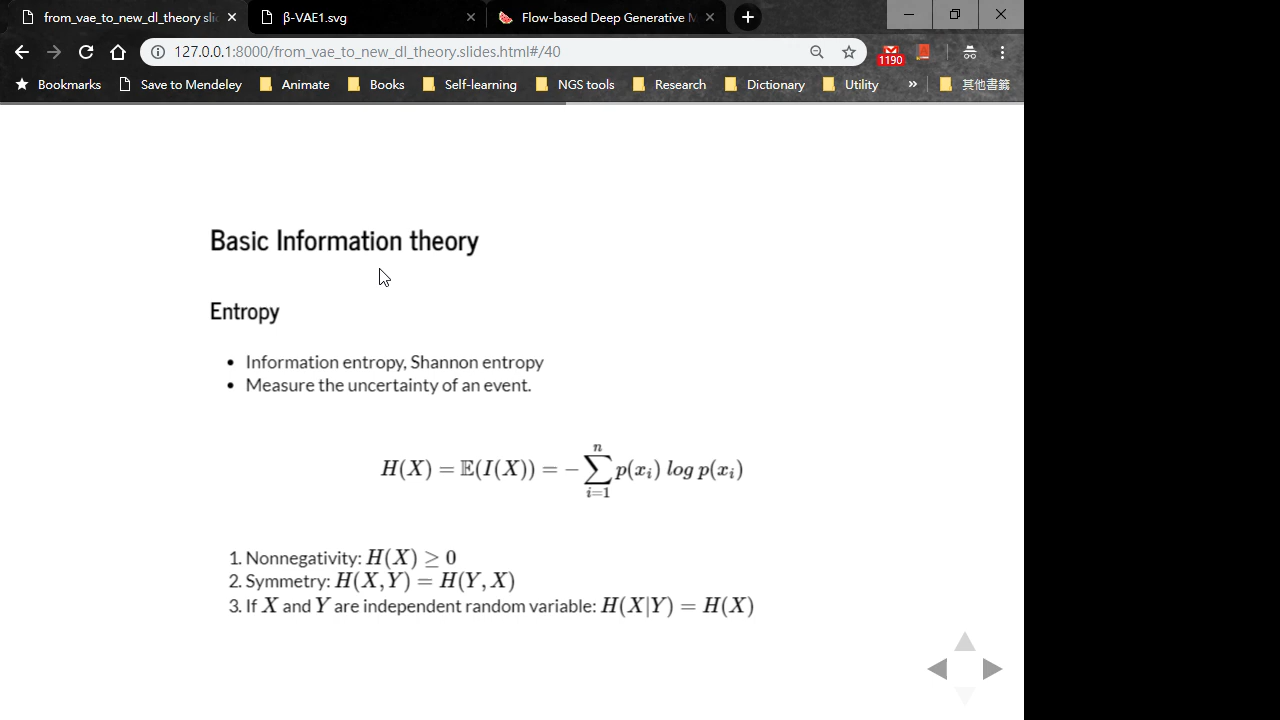 from_vae_to_new_dl_theory slic
β-VAE1.svg
Flow-based Deep Generative M
127.0.0.1:8000/from_vae_to_new_dl_theory.slides.html#/40
1190
Bookmarks Save to Mendeley Animate Books Self-learning NGS tools Research Dictionary Utility » 其他書籤
Basic Information theory
Entropy
• Information entropy, Shannon entropy
• Measure the uncertainty of an event.
H(X) = 𝔼(I(X)) = −∑_{i=1}^{n} p(x_i) log p(x_i)
1. Nonnegativity: H(X) ≥ 0
2. Symmetry: H(X, Y) = H(Y, X)
3. If X and Y are independent random variable: H(X|Y) = H(X)